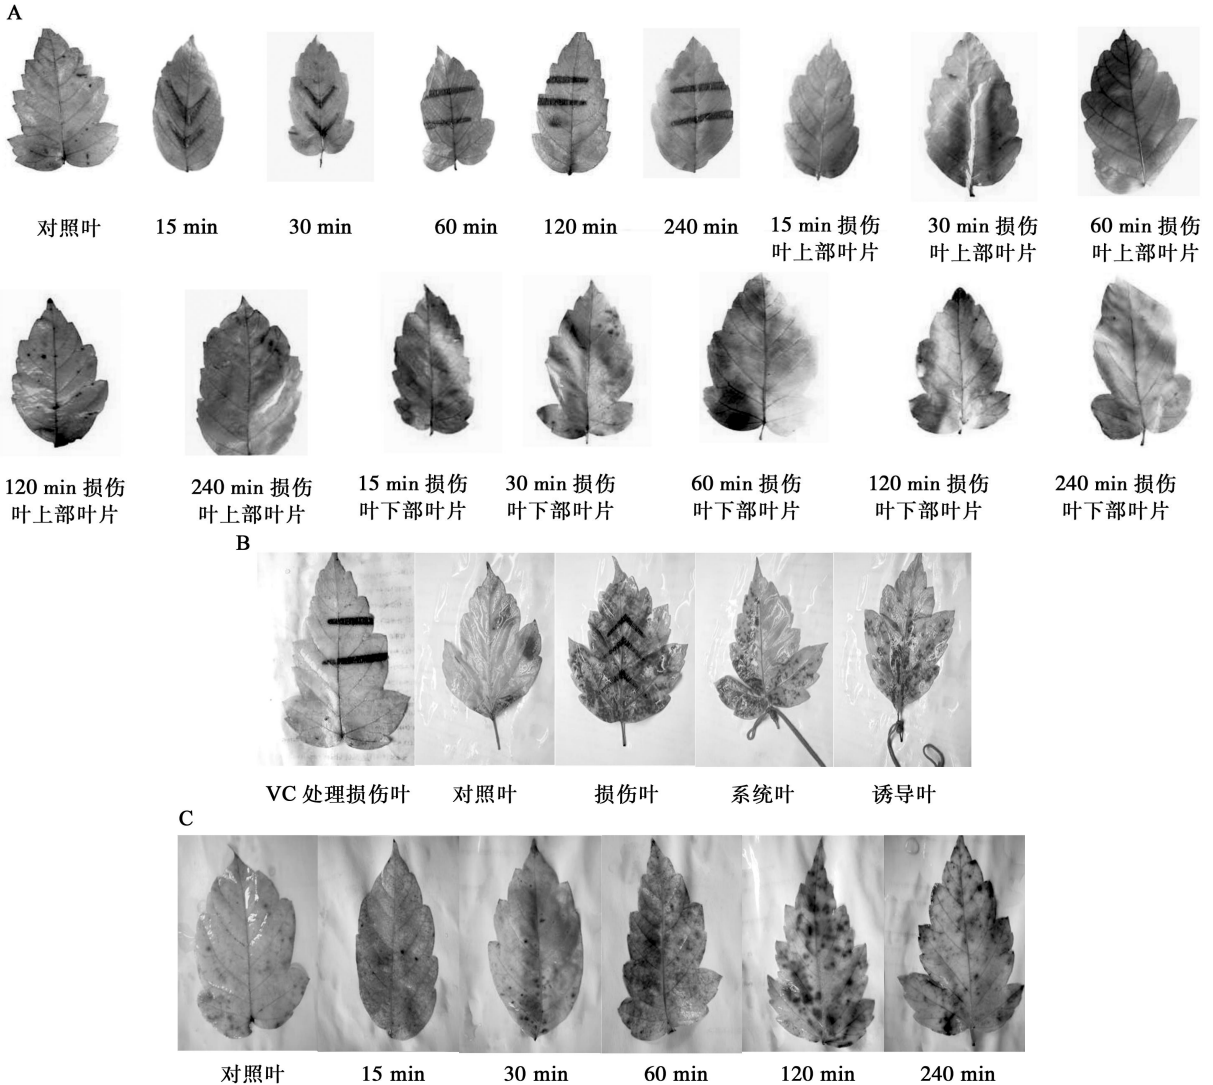 A
对照叶
15 min
30 min
60 min
120 min
240 min
15 min 损伤
叶上部叶片
30 min 损伤
叶上部叶片
60 min 损伤
叶上部叶片
120 min 损伤
叶上部叶片
240 min 损伤
叶上部叶片
15 min 损伤
叶下部叶片
30 min 损伤
叶下部叶片
60 min 损伤
叶下部叶片
120 min 损伤
叶下部叶片
240 min 损伤
叶下部叶片
B
VC 处理损伤叶
对照叶
损伤叶
系统叶
诱导叶
C
对照叶
15 min
30 min
60 min
120 min
240 min